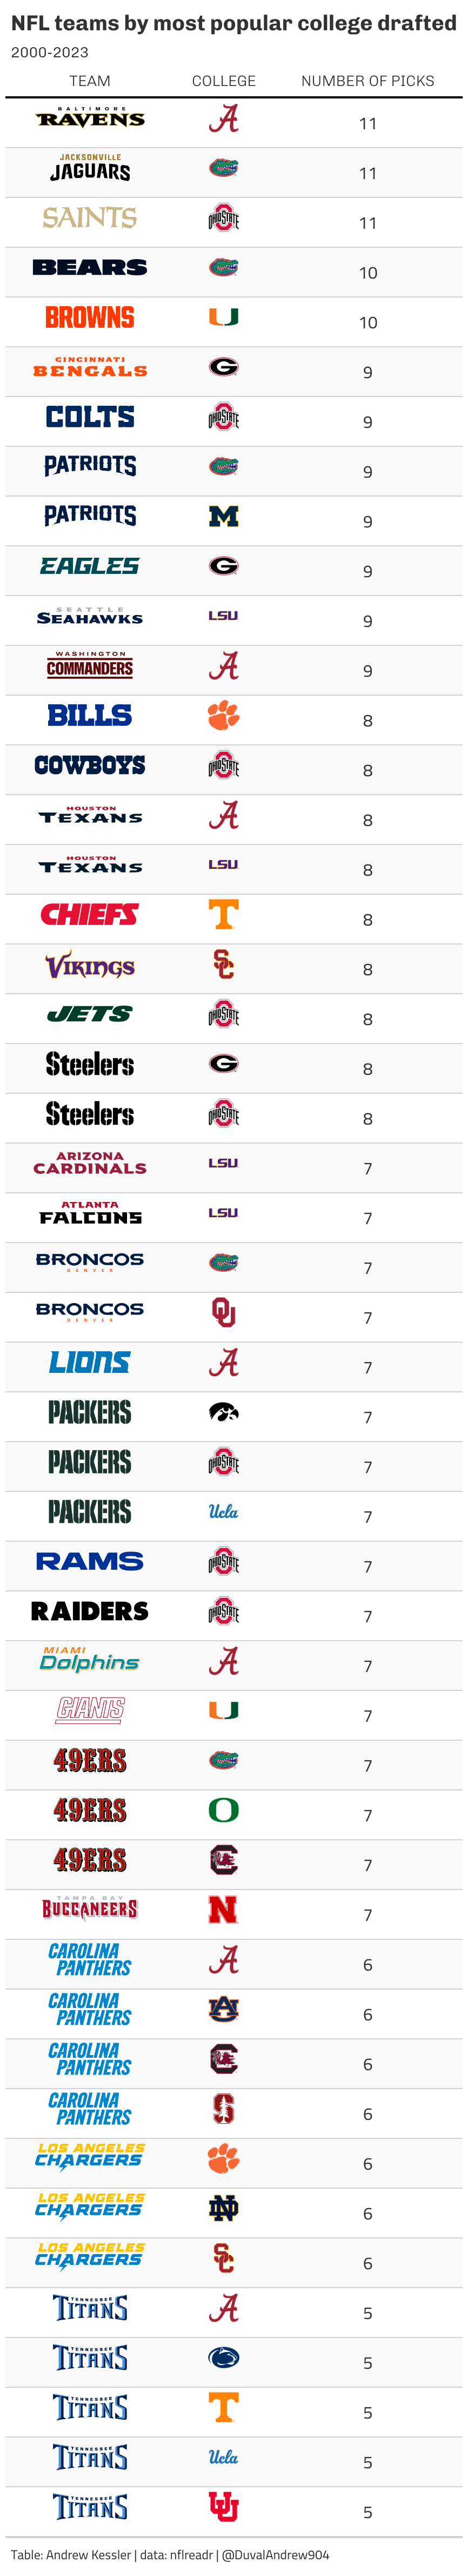 NFL teams by most popular college drafted
2000-2023
TEAM COLLEGE NUMBER OF PICKS
BALTIMORE RAVENS A 11
JACKSONVILLE JAGUARS Gators 11
SAINTS OHIO STATE 11
BEARS Gators 10
BROWNS U 10
CINCINNATI BENGALS G 9
COLTS OHIO STATE 9
PATRIOTS Gators 9
PATRIOTS M 9
EAGLES G 9
SEATTLE SEAHAWKS LSU 9
WASHINGTON COMMANDERS A 9
BILLS 8
COWBOYS OHIO STATE 8
HOUSTON TEXANS A 8
HOUSTON TEXANS LSU 8
CHIEFS T 8
VIKINGS SC 8
JETS OHIO STATE 8
Steelers G 8
Steelers OHIO STATE 8
ARIZONA CARDINALS LSU 7
ATLANTA FALCONS LSU 7
BRONCOS DENVER Gators 7
BRONCOS DENVER OU 7
LIONS A 7
PACKERS 7
PACKERS OHIO STATE 7
PACKERS Ucla 7
RAMS OHIO STATE 7
RAIDERS OHIO STATE 7
MIAMI Dolphins A 7
GIANTS U 7
49ERS Gators 7
49ERS O 7
49ERS C 7
TAMPA BAY BUCCANEERS N 7
CAROLINA PANTHERS A 6
CAROLINA PANTHERS AU 6
CAROLINA PANTHERS C 6
CAROLINA PANTHERS S 6
LOS ANGELES CHARGERS 6
LOS ANGELES CHARGERS ND 6
LOS ANGELES CHARGERS SC 6
TENNESSEE TITANS A 5
TENNESSEE TITANS 5
TENNESSEE TITANS T 5
TENNESSEE TITANS Ucla 5
TENNESSEE TITANS UU 5
Table: Andrew Kessler | data: nflreadr | @DuvalAndrew904